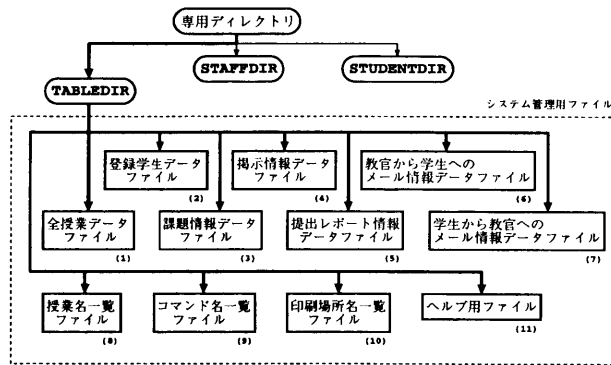 専用ディレクトリ
STAFFDIR
STUDENTDIR
TABLEDIR
システム管理用ファイル
登録学生データ
ファイル
(2)
掲示情報データ
ファイル
(4)
教官から学生への
メール情報データファイル
(6)
全授業データ
ファイル
(1)
課題情報データ
ファイル
(3)
提出レポート情報
データファイル
(5)
学生から教官への
メール情報データファイル
(7)
授業名一覧
ファイル
(8)
コマンド名一覧
ファイル
(9)
印刷場所名一覧
ファイル
(10)
ヘルプ用ファイル
(11)